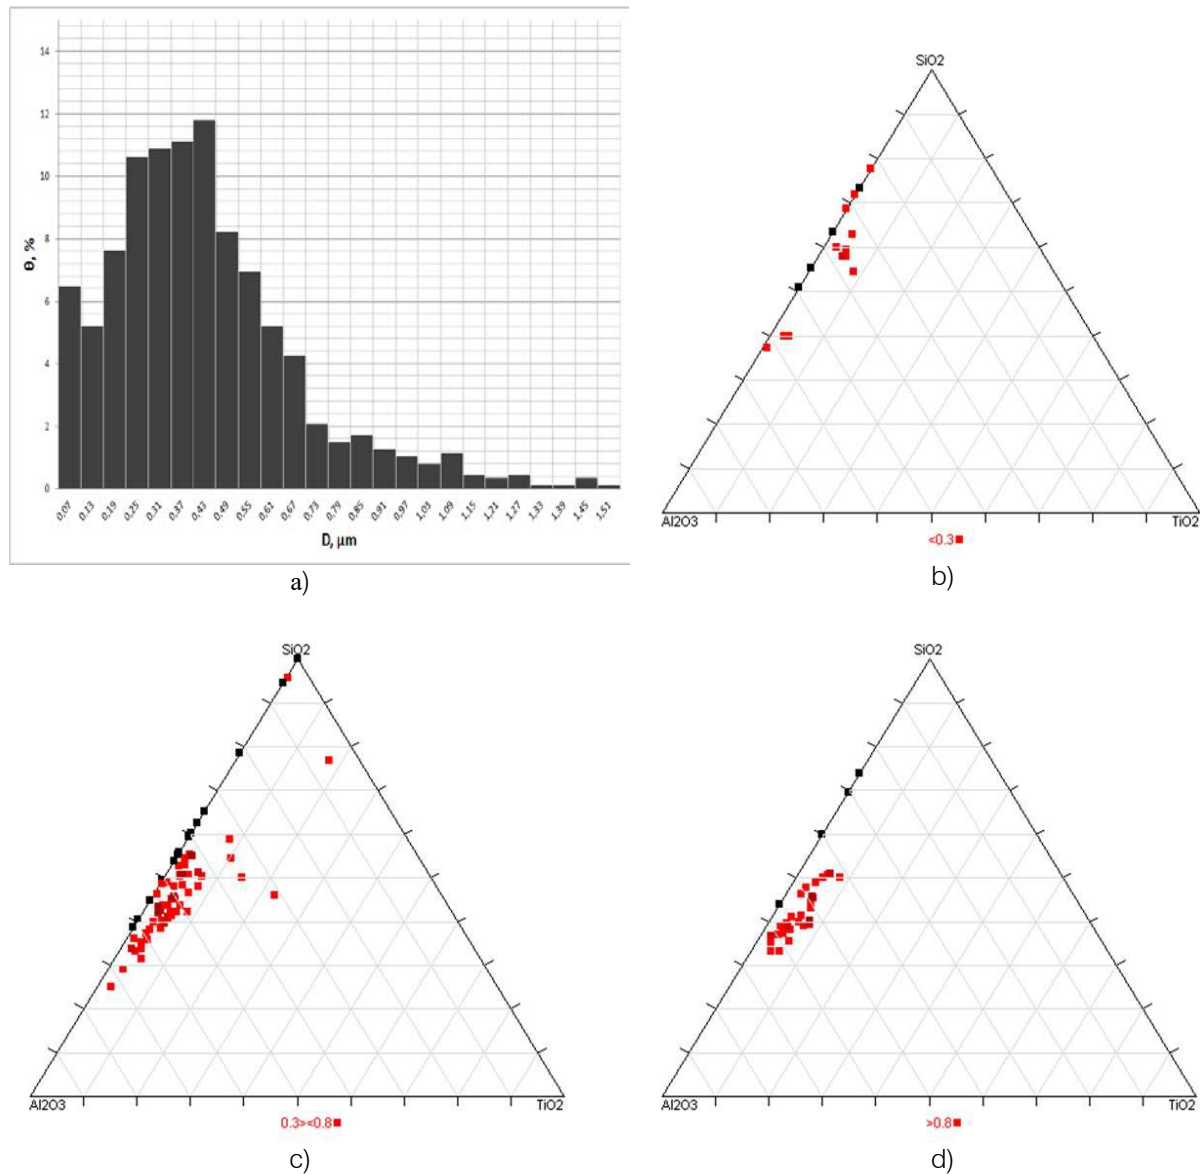 14
12
10
8
6
4
2
0
Θ, %
0,07 0,13 0,19 0,25 0,31 0,37 0,43 0,49 0,55 0,61 0,67 0,73 0,79 0,85 0,91 0,97 1,03 1,09 1,15 1,21 1,27 1,33 1,39 1,45 1,51
D, μm
a)
SiO2
Al2O3 TiO2
<0.3
b)
SiO2
Al2O3 TiO2
0.3><0.8
c)
SiO2
Al2O3 TiO2
>0.8
d)